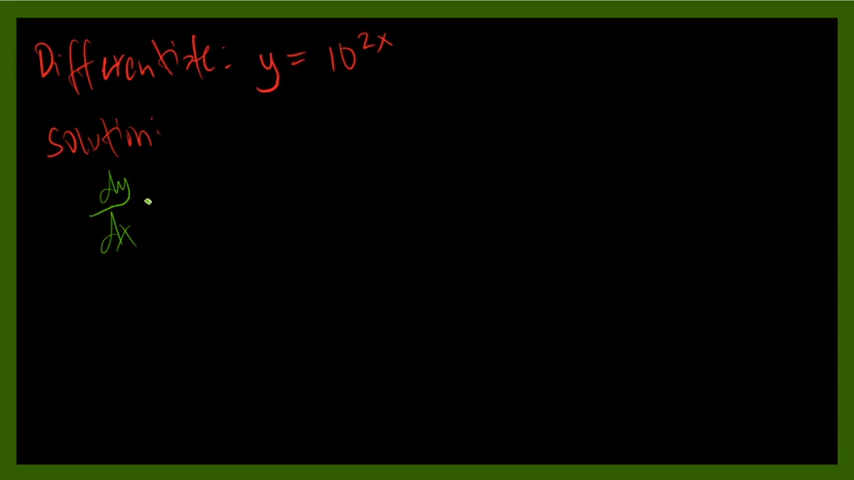 Differentiate: y = 10^2x
Solution:
dy
dx